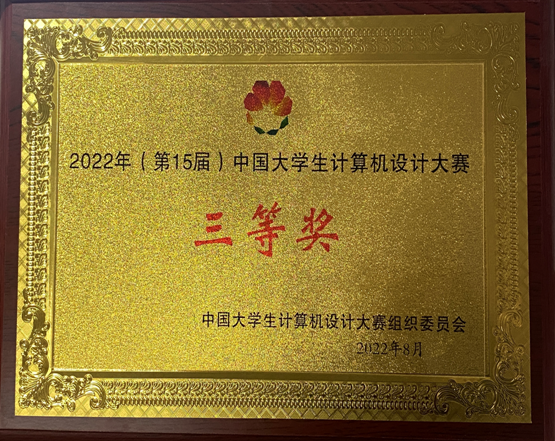 2022年（第15届）中国大学生计算机设计大赛
三等奖
中国大学生计算机设计大赛组织委员会
2022年8月